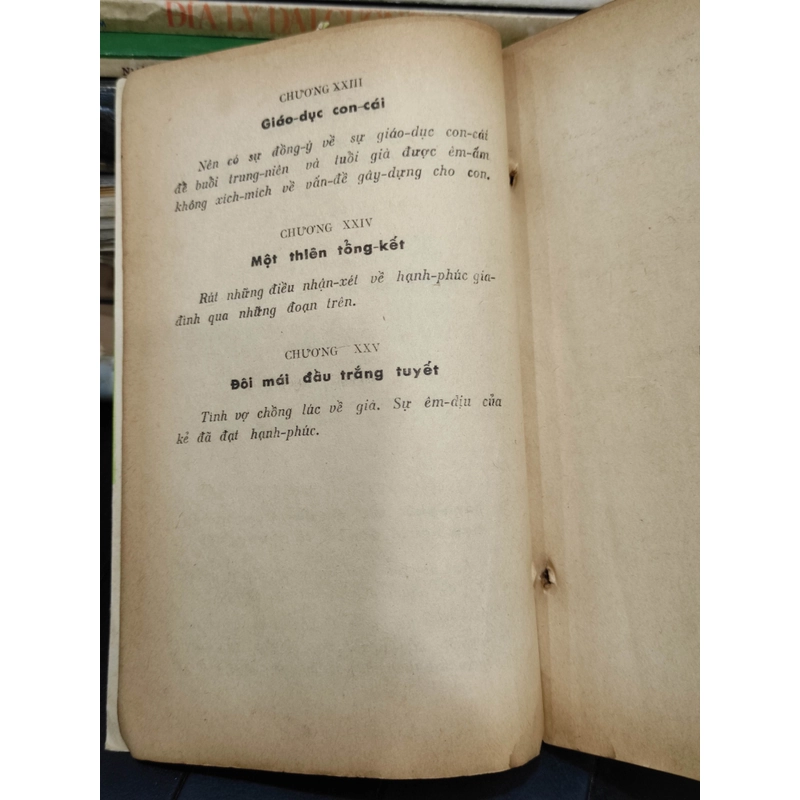 ĐỊA LÝ ĐẠI CƯƠNG
CHƯƠNG XXIII
Giáo-dục con-cái
Nên có sự đồng-ý về sự giáo-dục con-cái
để buổi trung-niên và tuổi già được êm-ấm
không xích-mích về vấn-đề gây-dựng cho con.
CHƯƠNG XXIV
Một thiên tổng-kết
Rút những điều nhận-xét về hạnh-phúc gia-
đình qua những đoạn trên.
CHƯƠNG XXV
Đôi mái đầu trắng tuyết
Tình vợ chồng lúc về già. Sự êm-dịu của
kẻ đã đạt hạnh-phúc.